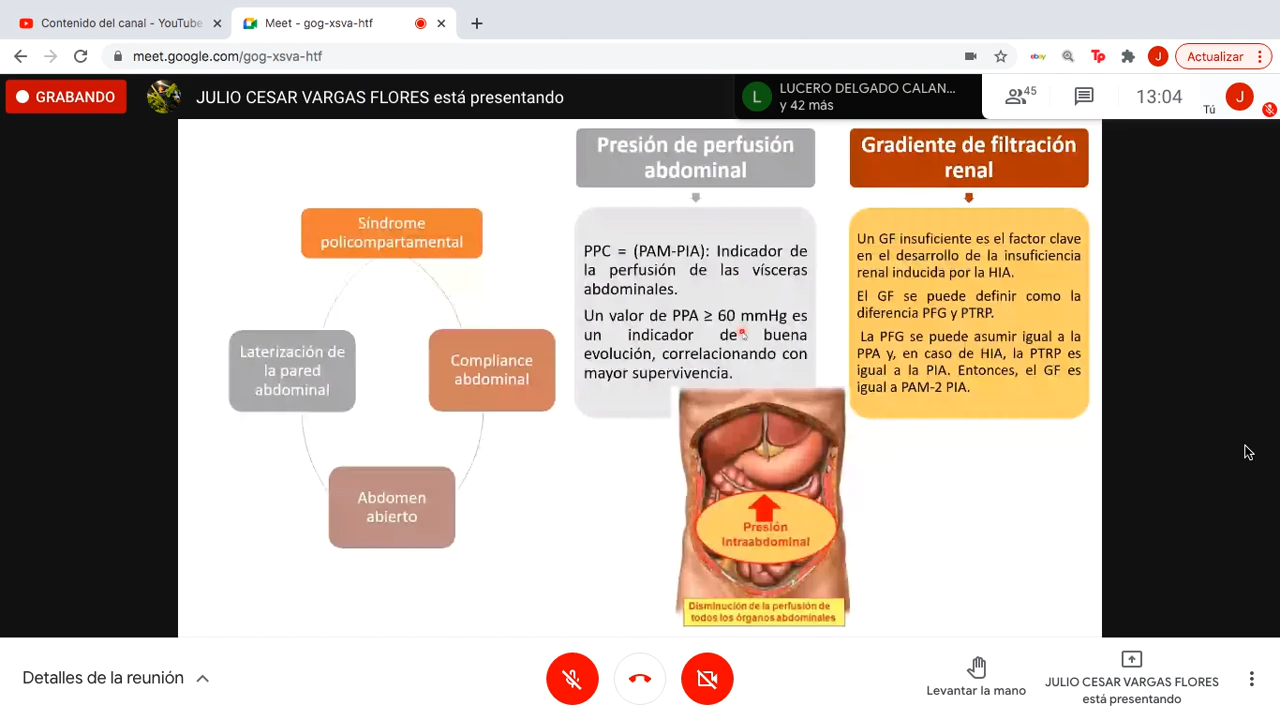 Contenido del canal - YouTube
Meet - gog-xsva-htf
meet.google.com/gog-xsva-htf
ebay
Tp
J
Actualizar
GRABANDO
JULIO CESAR VARGAS FLORES está presentando
L
LUCERO DELGADO CALAN...
y 42 más
45
13:04
Tú
J
Síndrome
policompartamental
Laterización de
la pared
abdominal
Compliance
abdominal
Abdomen
abierto
Presión de perfusión
abdominal
PPC = (PAM-PIA): Indicador de
la perfusión de las vísceras
abdominales.
Un valor de PPA ≥ 60 mmHg es
un indicador de buena
evolución, correlacionando con
mayor supervivencia.
Gradiente de filtración
renal
Un GF insuficiente es el factor clave
en el desarrollo de la insuficiencia
renal inducida por la HIA.
El GF se puede definir como la
diferencia PFG y PTRP.
La PFG se puede asumir igual a la
PPA y, en caso de HIA, la PTRP es
igual a la PIA. Entonces, el GF es
igual a PAM-2 PIA.
Presión
intraabdominal
Disminución de la perfusión de
todos los órganos abdominales
Detalles de la reunión
Levantar la mano
JULIO CESAR VARGAS FLORES
está presentando